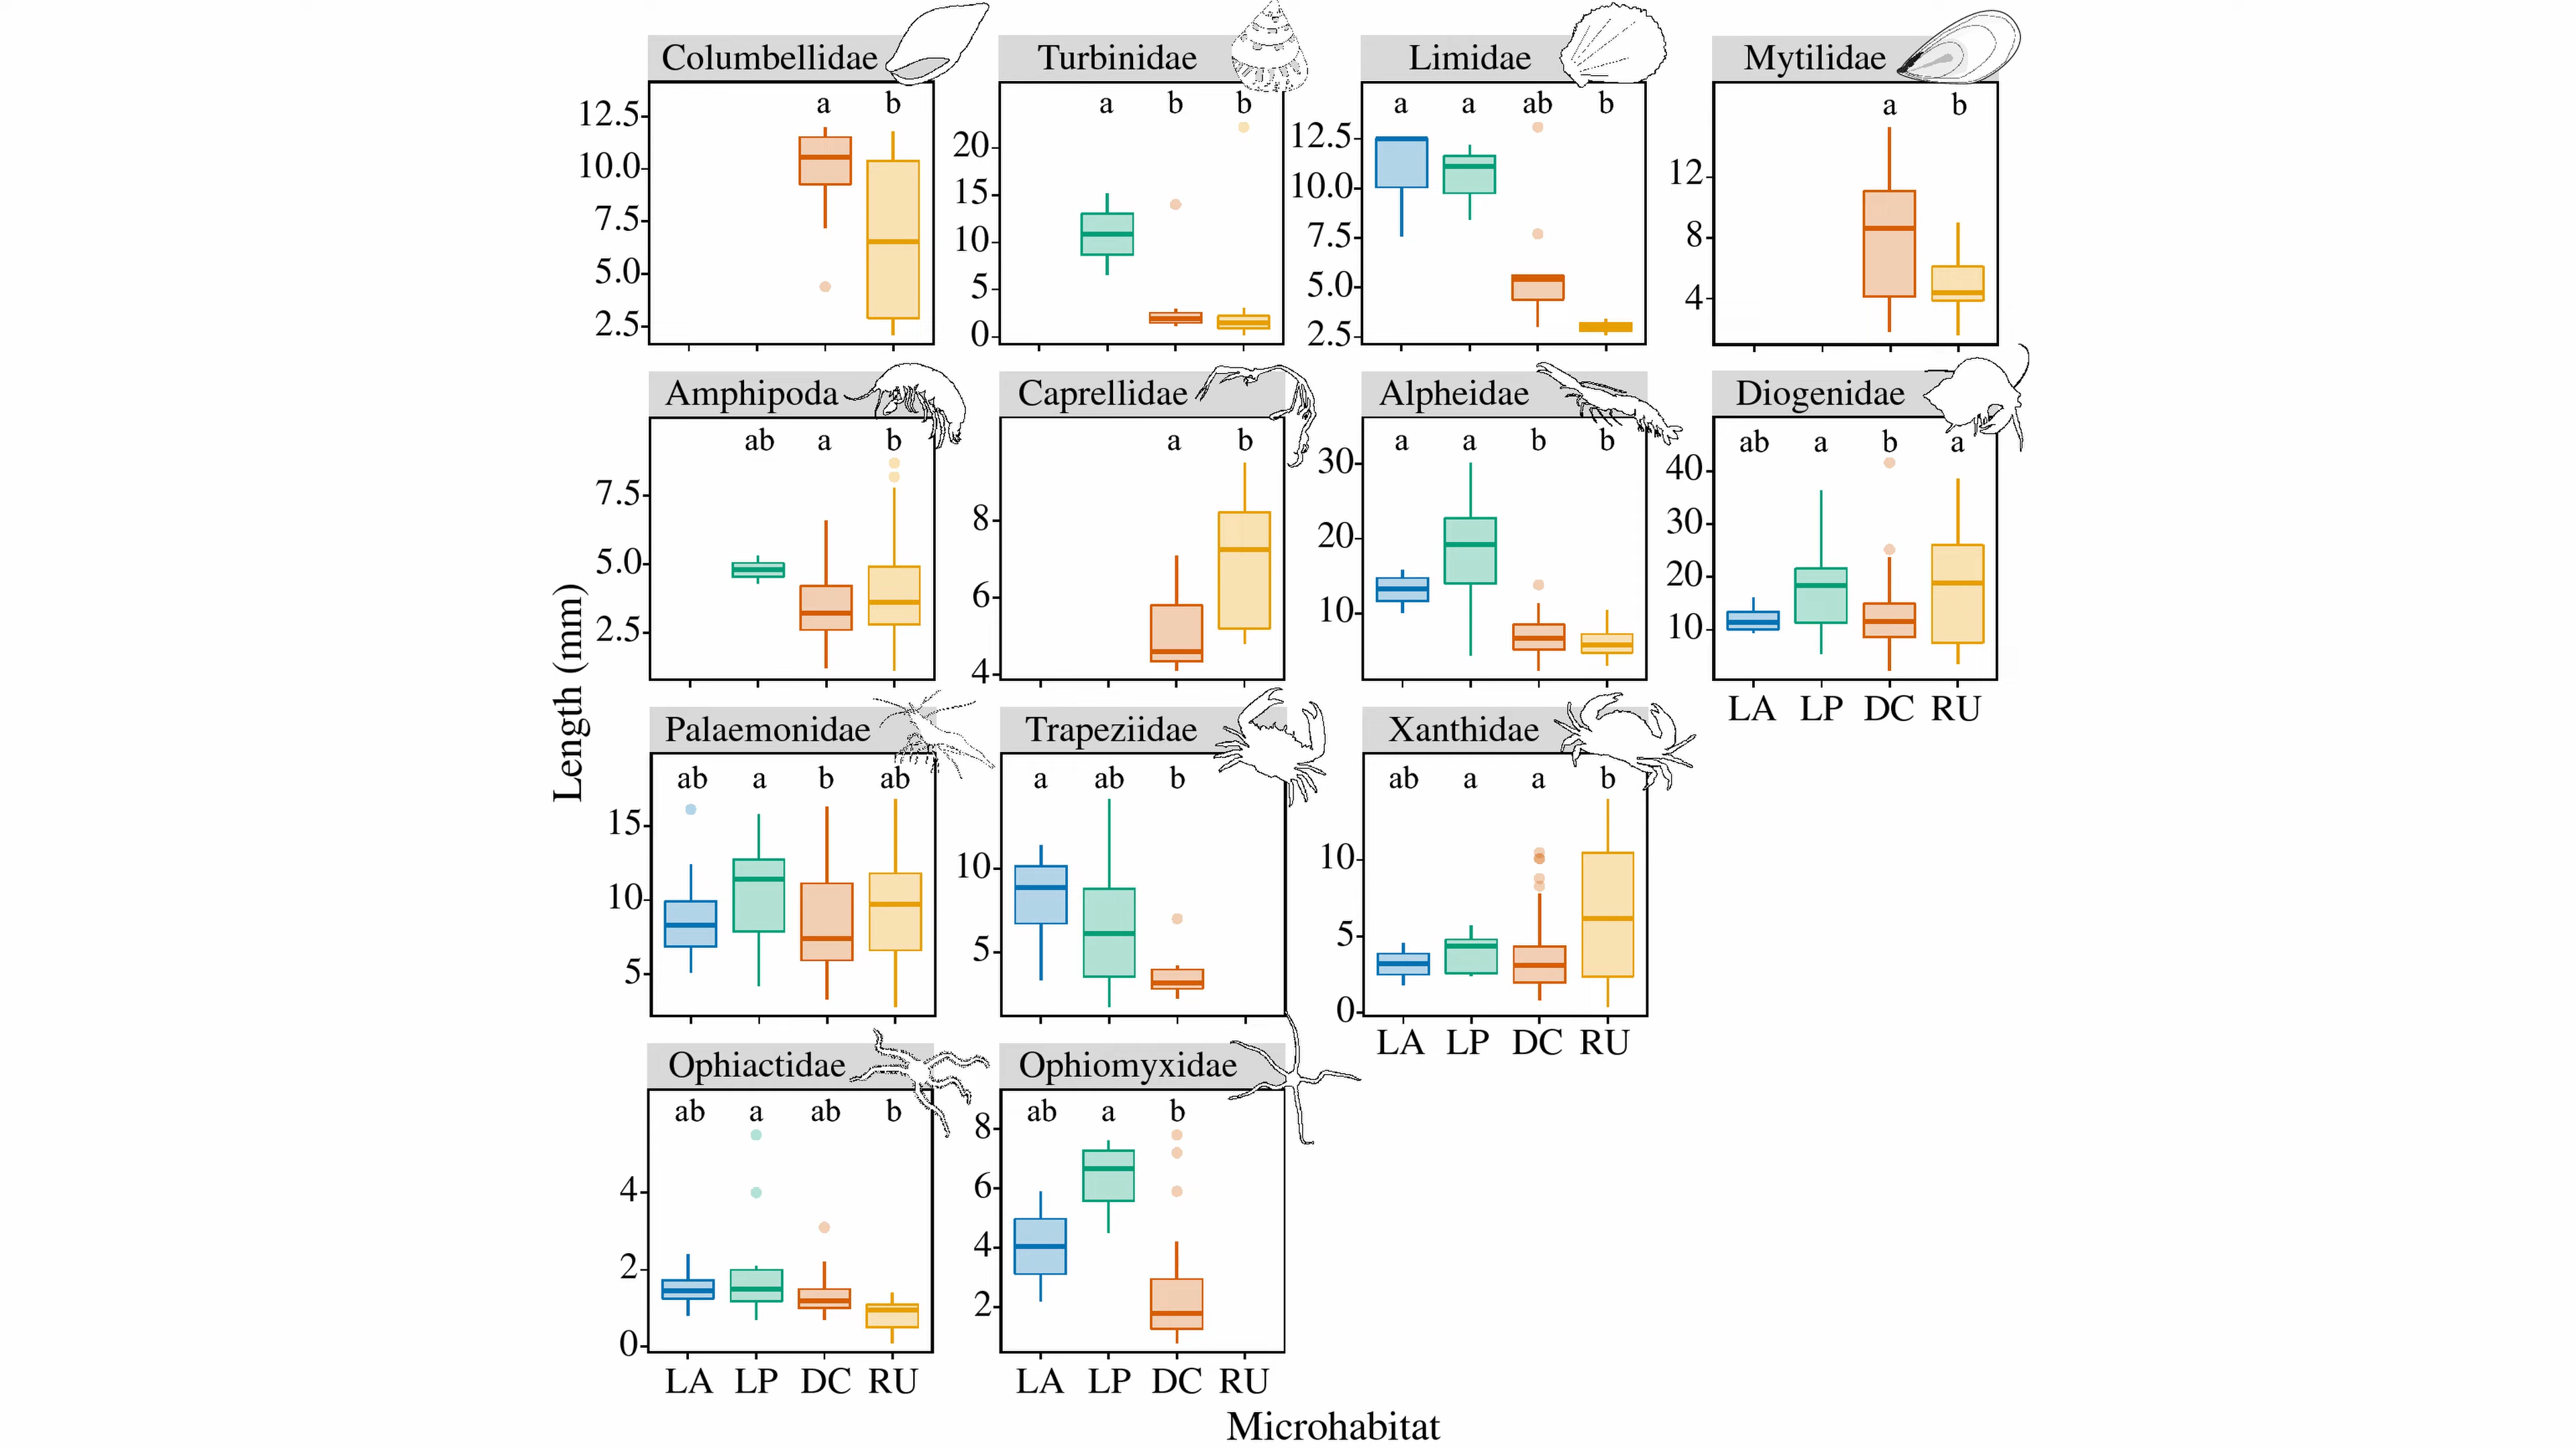 Columbellidae
Turbinidae
Limidae
Mytilidae
a b
a b b
a a ab b
a b
12.5
10.0
7.5
5.0
2.5
20
15
10
5
0
12.5
10.0
7.5
5.0
2.5
12
8
4
Amphipoda
Caprellidae
Alpheidae
Diogenidae
ab a b
a b
a a b b
ab a b a
7.5
5.0
2.5
8
6
4
30
20
10
40
30
20
10
LA LP DC RU
Length (mm)
Palaemonidae
Trapeziidae
Xanthidae
ab a b ab
a ab b
ab a a b
15
10
5
10
5
10
5
0
LA LP DC RU
Ophiactidae
Ophiomyxidae
ab a ab b
ab a b
4
2
0
8
6
4
2
LA LP DC RU
LA LP DC RU
Microhabitat